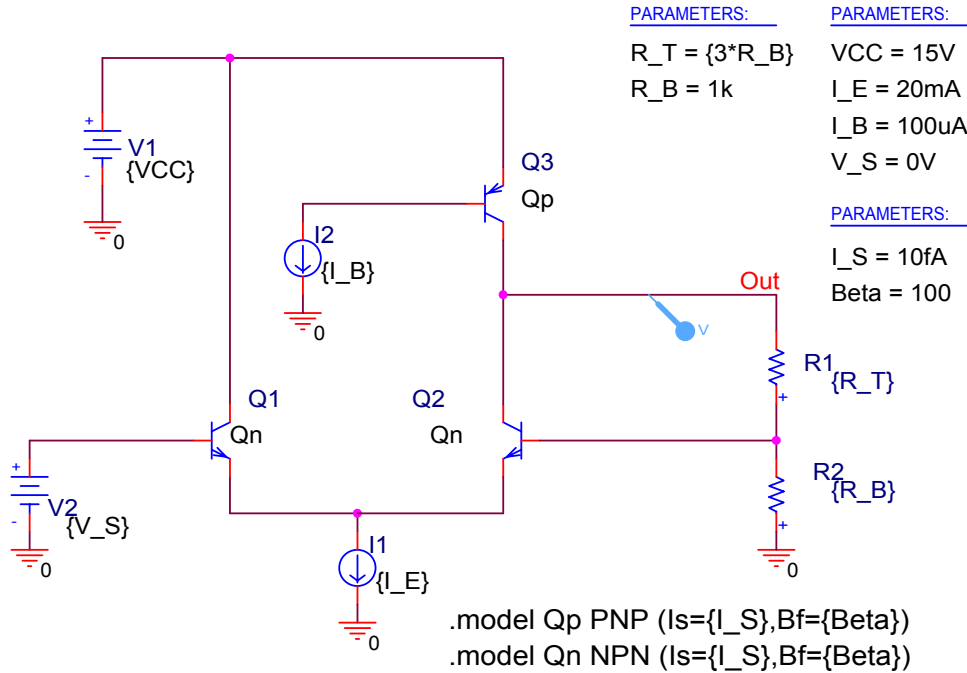 PARAMETERS:
R_T = {3*R_B}
R_B = 1k
PARAMETERS:
VCC = 15V
I_E = 20mA
I_B = 100uA
V_S = 0V
PARAMETERS:
I_S = 10fA
Beta = 100
+
V1
{VCC}
-
0
Q3
Qp
I2
{I_B}
0
Out
V
R1
{R_T}
+
Q1
Qn
Q2
Qn
+
V2
{V_S}
-
0
R2
{R_B}
+
0
I1
{I_E}
0
.model Qp PNP (Is={I_S},Bf={Beta})
.model Qn NPN (Is={I_S},Bf={Beta})